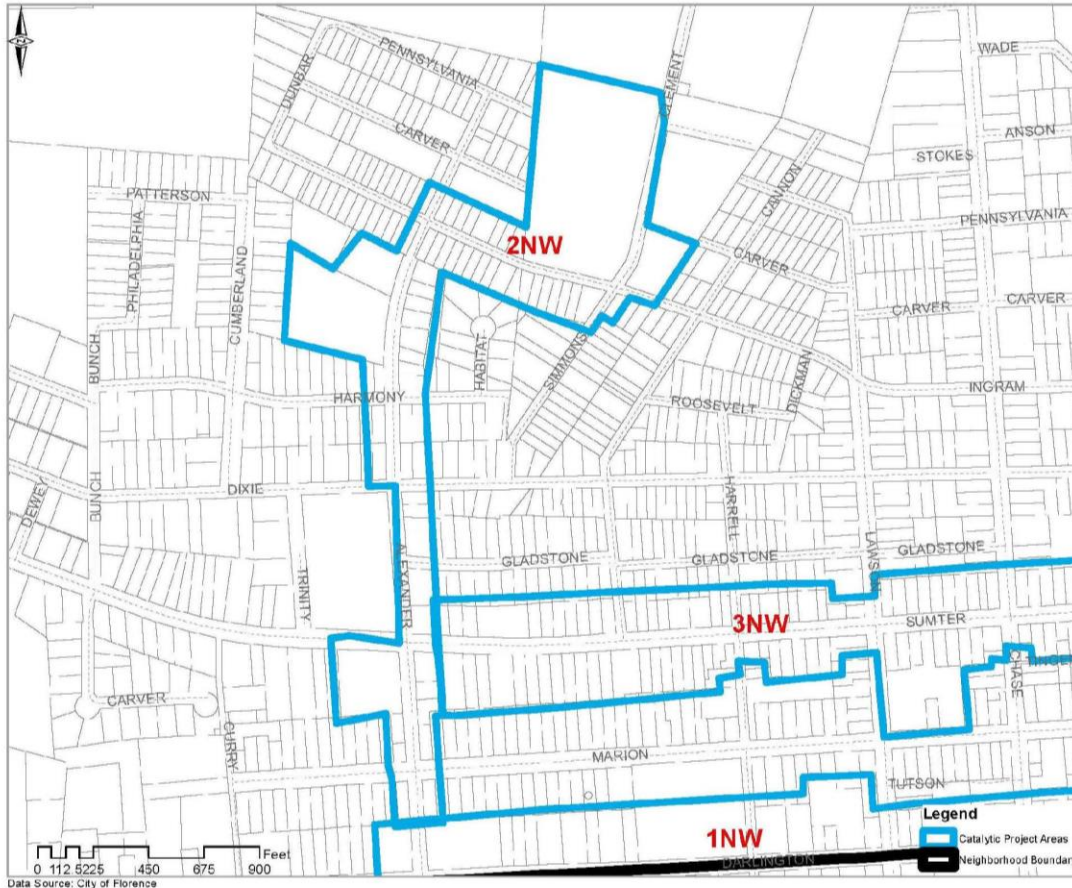 WADE
PENNSYLVANIA
DUNBAR
CLEMENT
ANSON
CARVER
STOKES
CANNON
PATTERSON
PENNSYLVANIA
PHILADELPHIA
2NW
CUMBERLAND
CARVER
CARVER
CARVER
BUNCH
HABITAT
SIMMONS
DICKMAN
INGRAM
HARMONY
ROOSEVELT
DIXIE
BUNCH
DEWEY
HARRELL
GLADSTONE
GLADSTONE
GLADSTONE
LAWSON
TRINITY
ALEXANDER
3NW
SUMTER
CHASE
CARVER
CURRY
MARION
TUTSON
Legend
1NW
Catalytic Project Areas
DARLINGTON
Neighborhood Boundar
Feet
0 112.5225 450 675 900
Data Source: City of Florence